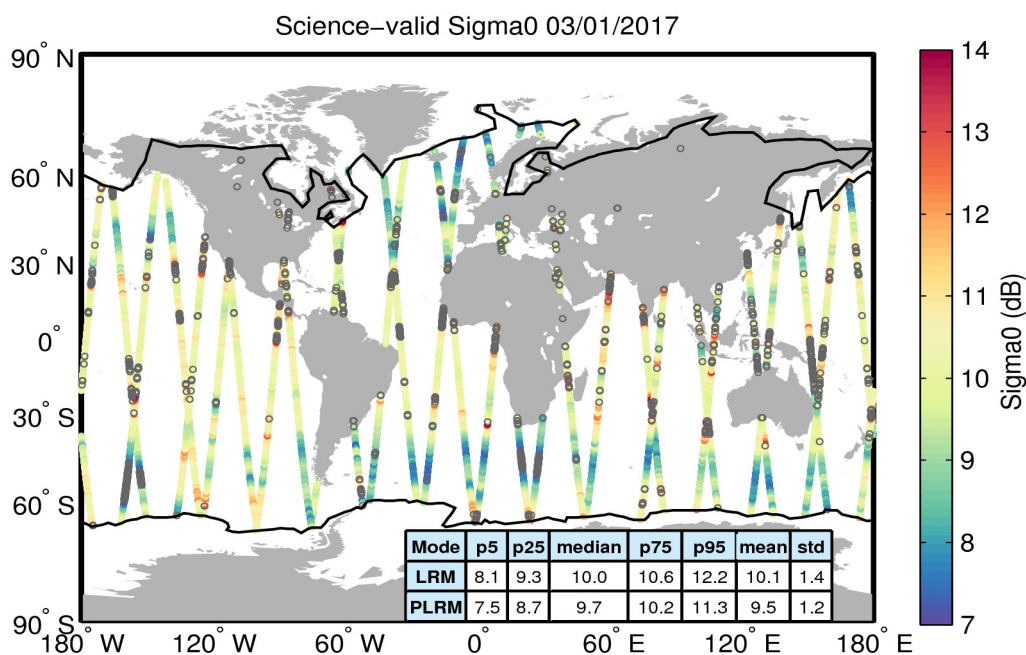 Science−valid Sigma0 03/01/2017
90° N
60° N
30° N
0°
30° S
60° S
90° S
180° W
120° W
60° W
0°
60° E
120° E
180° E
Mode p5 p25 median p75 p95 mean std
LRM 8.1 9.3 10.0 10.6 12.2 10.1 1.4
PLRM 7.5 8.7 9.7 10.2 11.3 9.5 1.2
14
13
12
11
10
9
8
7
Sigma0 (dB)